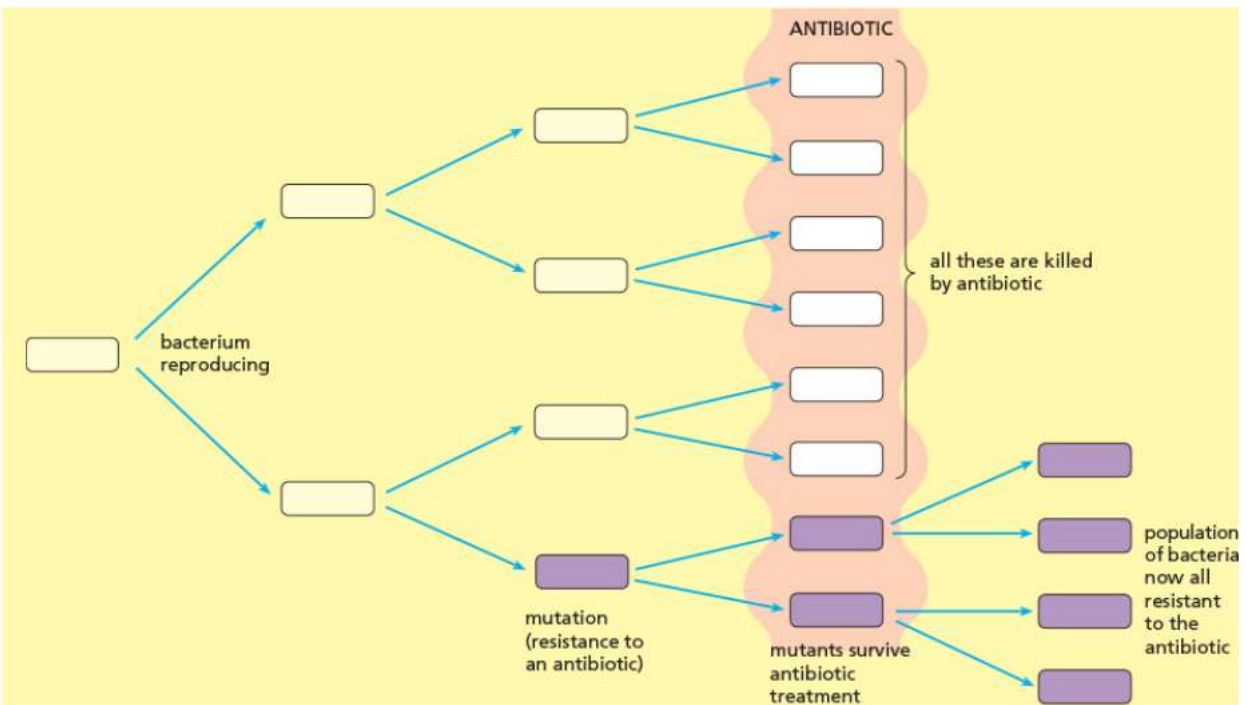 ANTIBIOTIC
all these are killed
by antibiotic
bacterium
reproducing
population
of bacteria
now all
resistant
to the
antibiotic
mutation
(resistance to
an antibiotic)
mutants survive
antibiotic
treatment